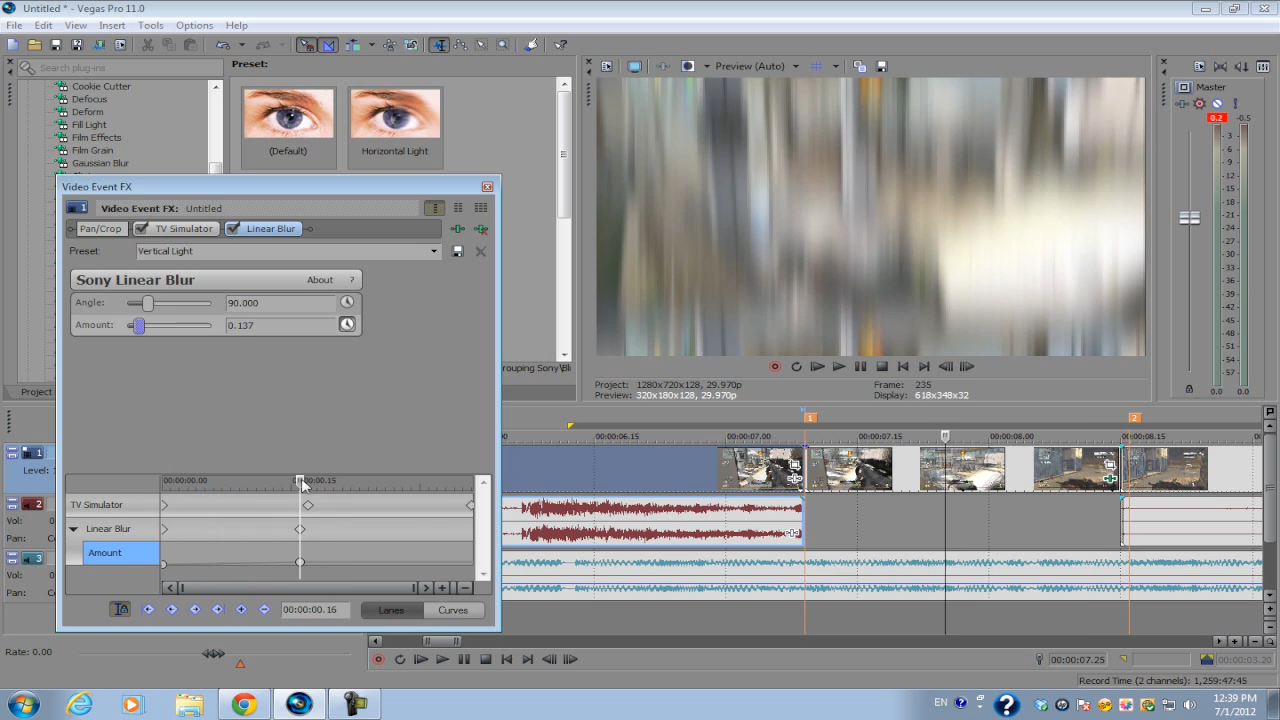 Untitled * - Vegas Pro 11.0
File Edit View Insert Tools Options Help
Search plug-ins
Cookie Cutter
Defocus
Deform
Fill Light
Film Effects
Film Grain
Gaussian Blur
Preset:
(Default)
Horizontal Light
Preview (Auto)
Master
0.2 -0.5
3
6
9
12
15
18
21
24
27
30
33
36
39
42
45
48
51
54
57
0.0 0.0
Video Event FX
1 Video Event FX: Untitled
Pan/Crop TV Simulator Linear Blur
Preset: Vertical Light
Sony Linear Blur About ?
Angle: 90.000
Amount: 0.137
Project
Project: 1280x720x128, 29.970p
Preview: 320x180x128, 29.970p
Frame: 235
Display: 618x348x32
1 2
00:00:06.15 00:00:07.00 00:00:07.15 00:00:08.00 00:00:08.15
1
Level:
2
Vol:
Pan:
3
Vol:
Pan:
00:00:00.00
TV Simulator
Linear Blur
Amount
00:00:00.16 Lanes Curves
Rate: 0.00
00:00:07.25 00:00:03.20
Record Time (2 channels): 1,259:47:45
EN
12:39 PM
7/1/2012